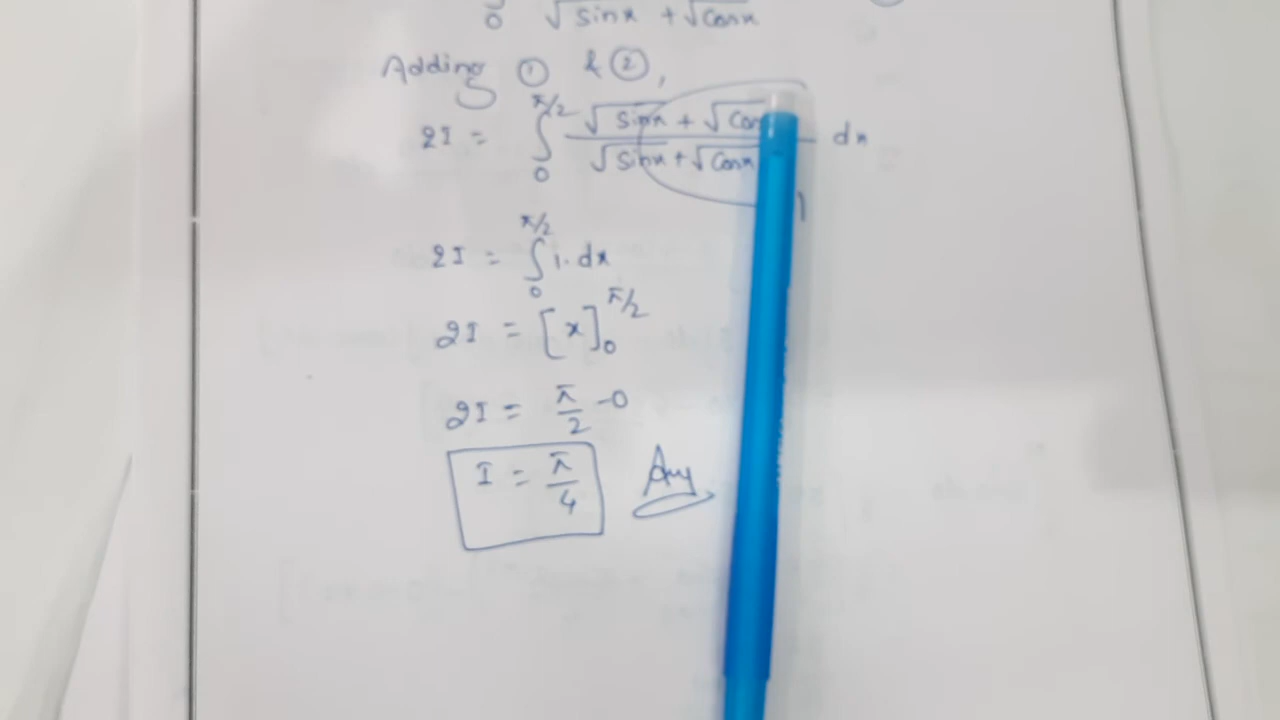 0 √sinx + √cosx
Adding ① & ②,
2I = ∫₀^π/2 (√sinx + √cos)/(√sinx + √cosx) dx
2I = ∫₀^π/2 1. dx
2I = [x]₀^π/2
2I = π/2 -0
I = π/4 Ans